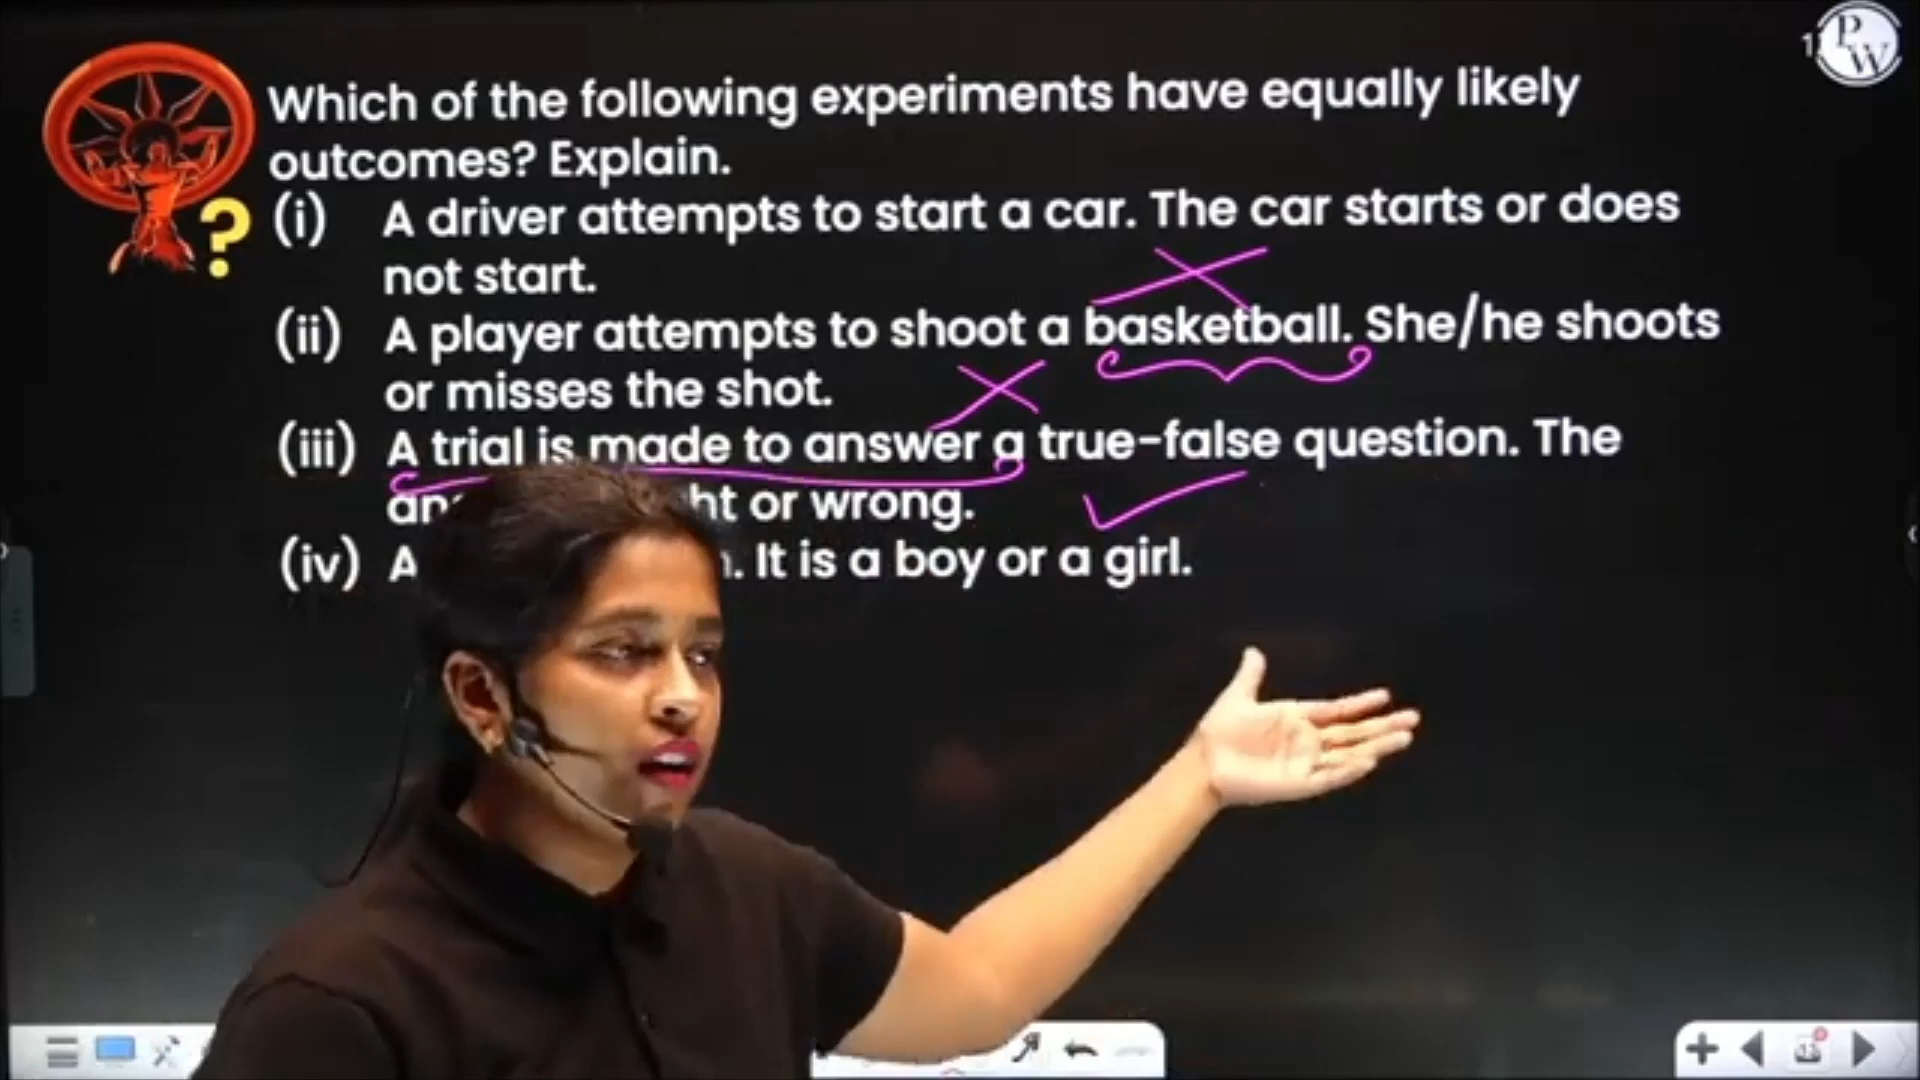 Which of the following experiments have equally likely
outcomes? Explain.
(i) A driver attempts to start a car. The car starts or does
not start.
(ii) A player attempts to shoot a basketball. She/he shoots
or misses the shot.
(iii) A trial is made to answer a true-false question. The
or wrong.
(iv) A It is a boy or a girl.
?
P
W
13